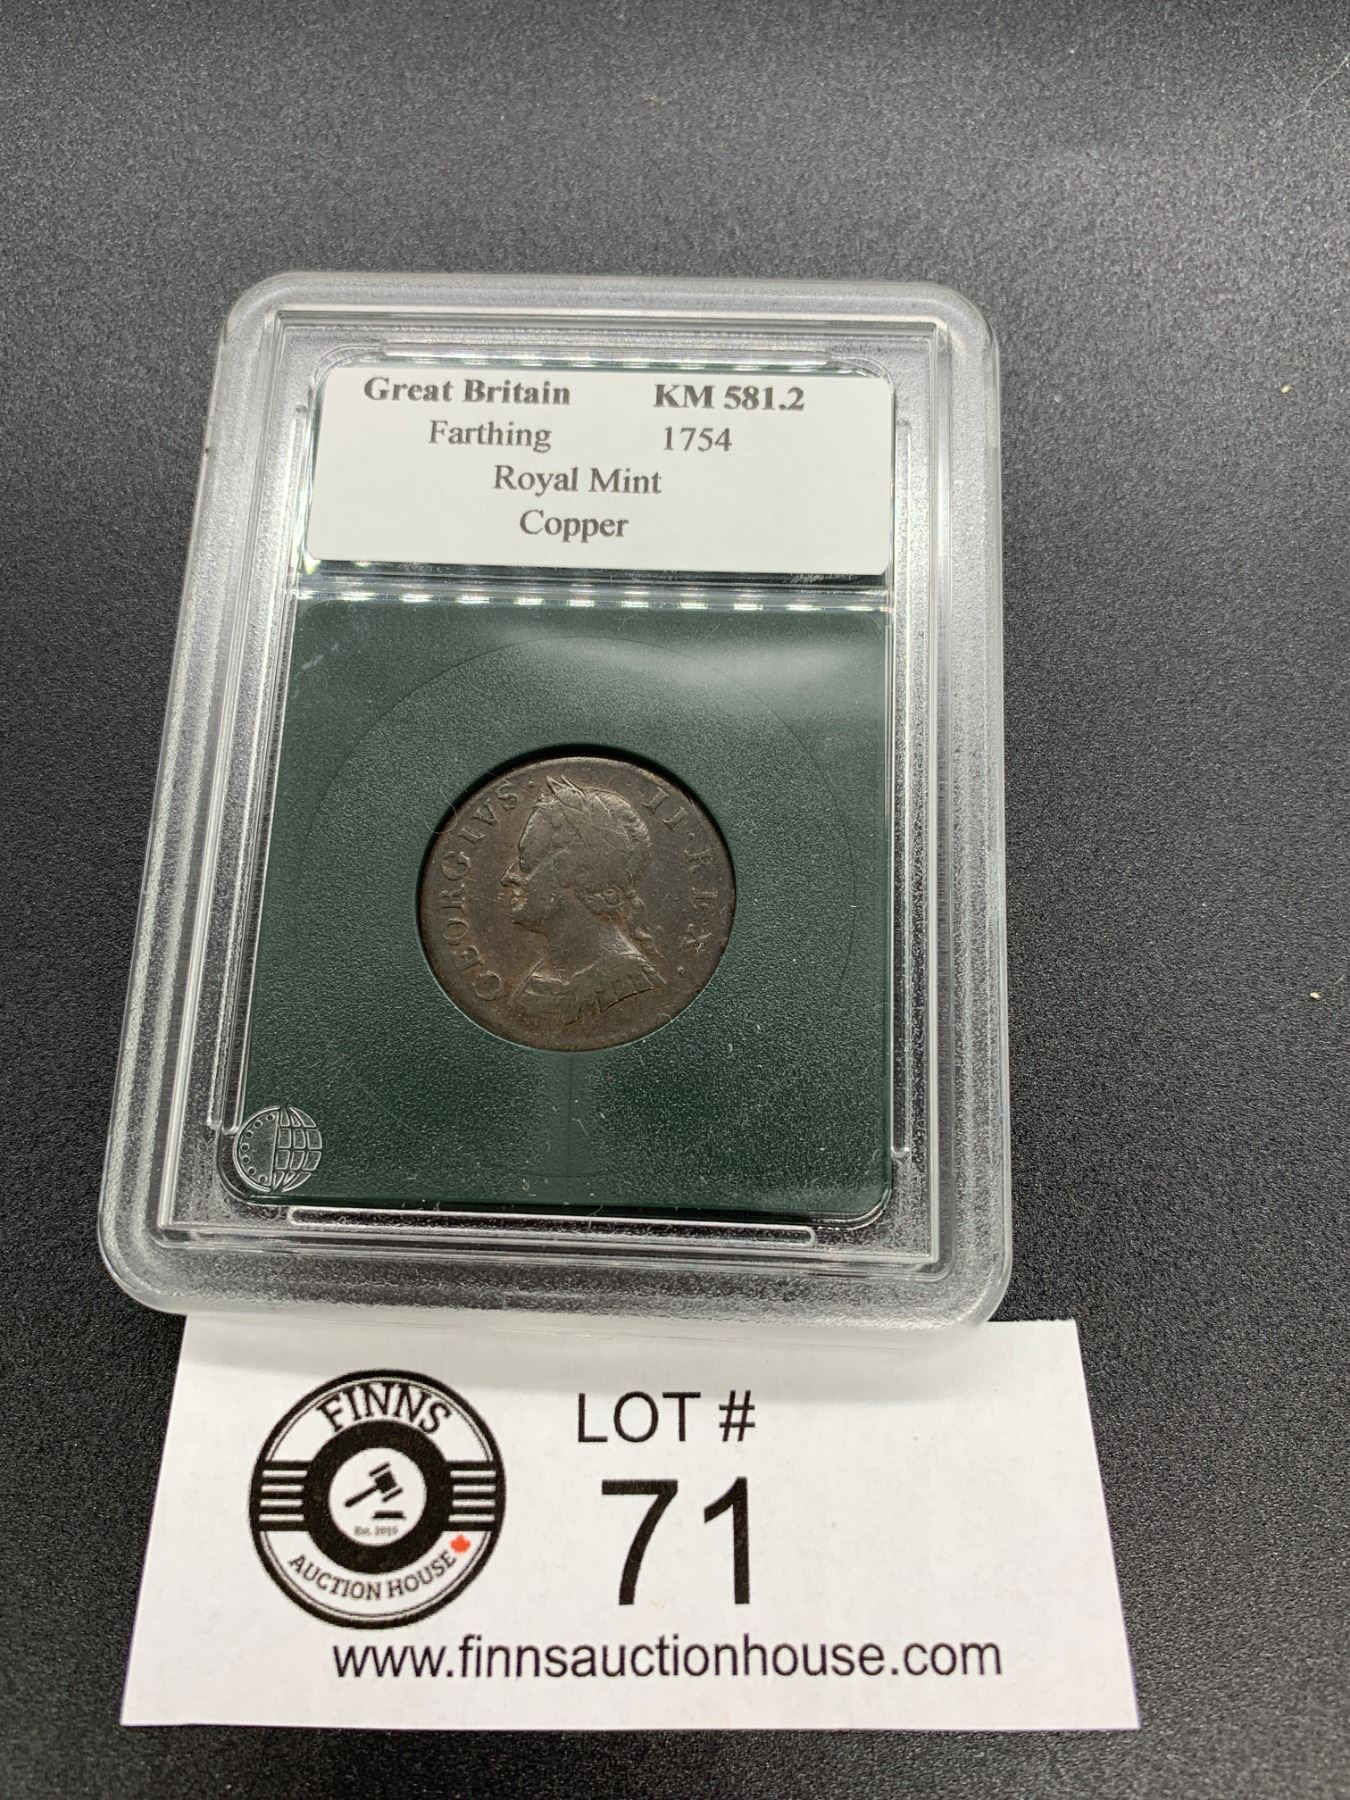 Great Britain KM 581.2
Farthing 1754
Royal Mint
Copper
GEORGIVS · II · REX ·
FINNS
Est. 2019
AUCTION HOUSE
LOT #
71
www.finnsauctionhouse.com